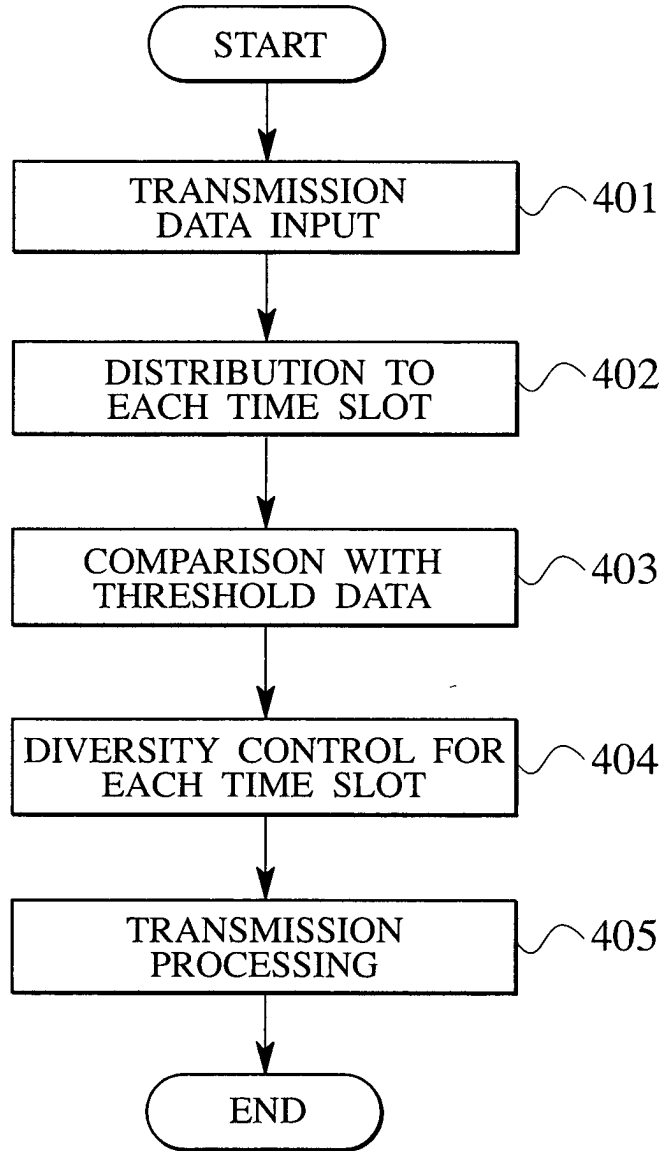 START
TRANSMISSION
DATA INPUT
401
DISTRIBUTION TO
EACH TIME SLOT
402
COMPARISON WITH
THRESHOLD DATA
403
DIVERSITY CONTROL FOR
EACH TIME SLOT
404
TRANSMISSION
PROCESSING
405
END